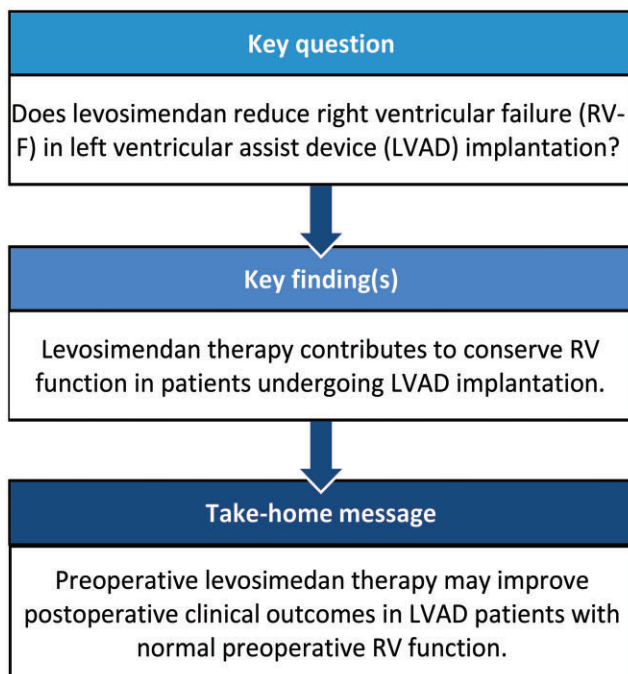 Key question
Does levosimendan reduce right ventricular failure (RV-
F) in left ventricular assist device (LVAD) implantation?
Key finding(s)
Levosimendan therapy contributes to conserve RV
function in patients undergoing LVAD implantation.
Take-home message
Preoperative levosimedan therapy may improve
postoperative clinical outcomes in LVAD patients with
normal preoperative RV function.